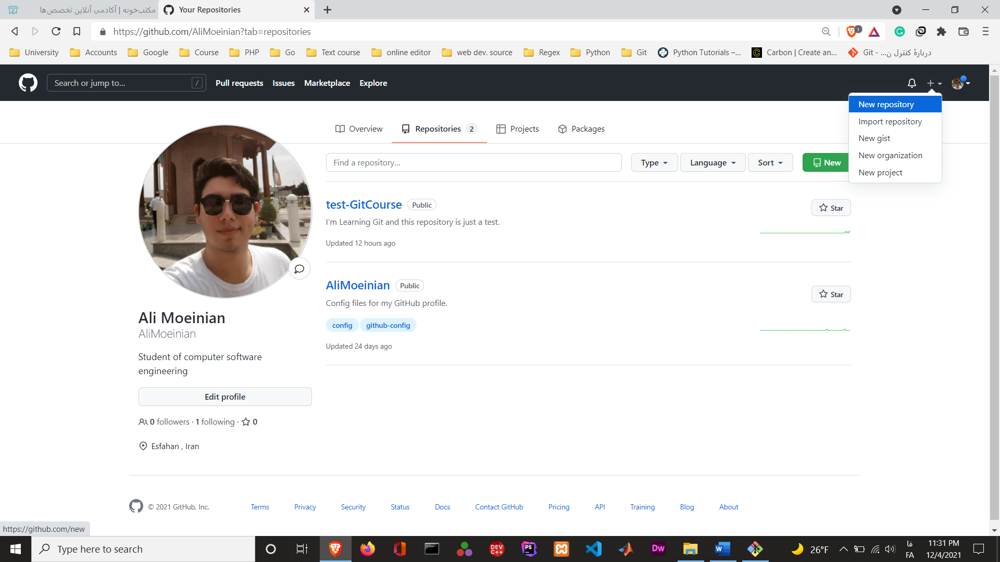 مکتب‌خونه | آکادمی آنلاین تخصص‌ها
Your Repositories
https://github.com/AliMoeinian?tab=repositories
1
University
Accounts
Google
Course
PHP
Go
Text course
online editor
web dev. source
Regex
Python
Git
Python Tutorials –...
Carbon | Create an...
Git - ...دربارهٔ کنترل ن
Search or jump to...
/
Pull requests
Issues
Marketplace
Explore
New repository
Import repository
New gist
New organization
New project
Overview
Repositories 2
Projects
Packages
Find a repository...
Type
Language
Sort
New
test-GitCourse Public
Star
I'm Learning Git and this repository is just a test.
Updated 12 hours ago
AliMoeinian Public
Star
Config files for my GitHub profile.
config github-config
Updated 24 days ago
Ali Moeinian
AliMoeinian
Student of computer software
engineering
Edit profile
0 followers · 1 following · 0
Esfahan , Iran
© 2021 GitHub, Inc.
Terms
Privacy
Security
Status
Docs
Contact GitHub
Pricing
API
Training
Blog
About
https://github.com/new
Type here to search
DEV C++
PS
Dw
W
26°F
فا
FA
11:31 PM
12/4/2021